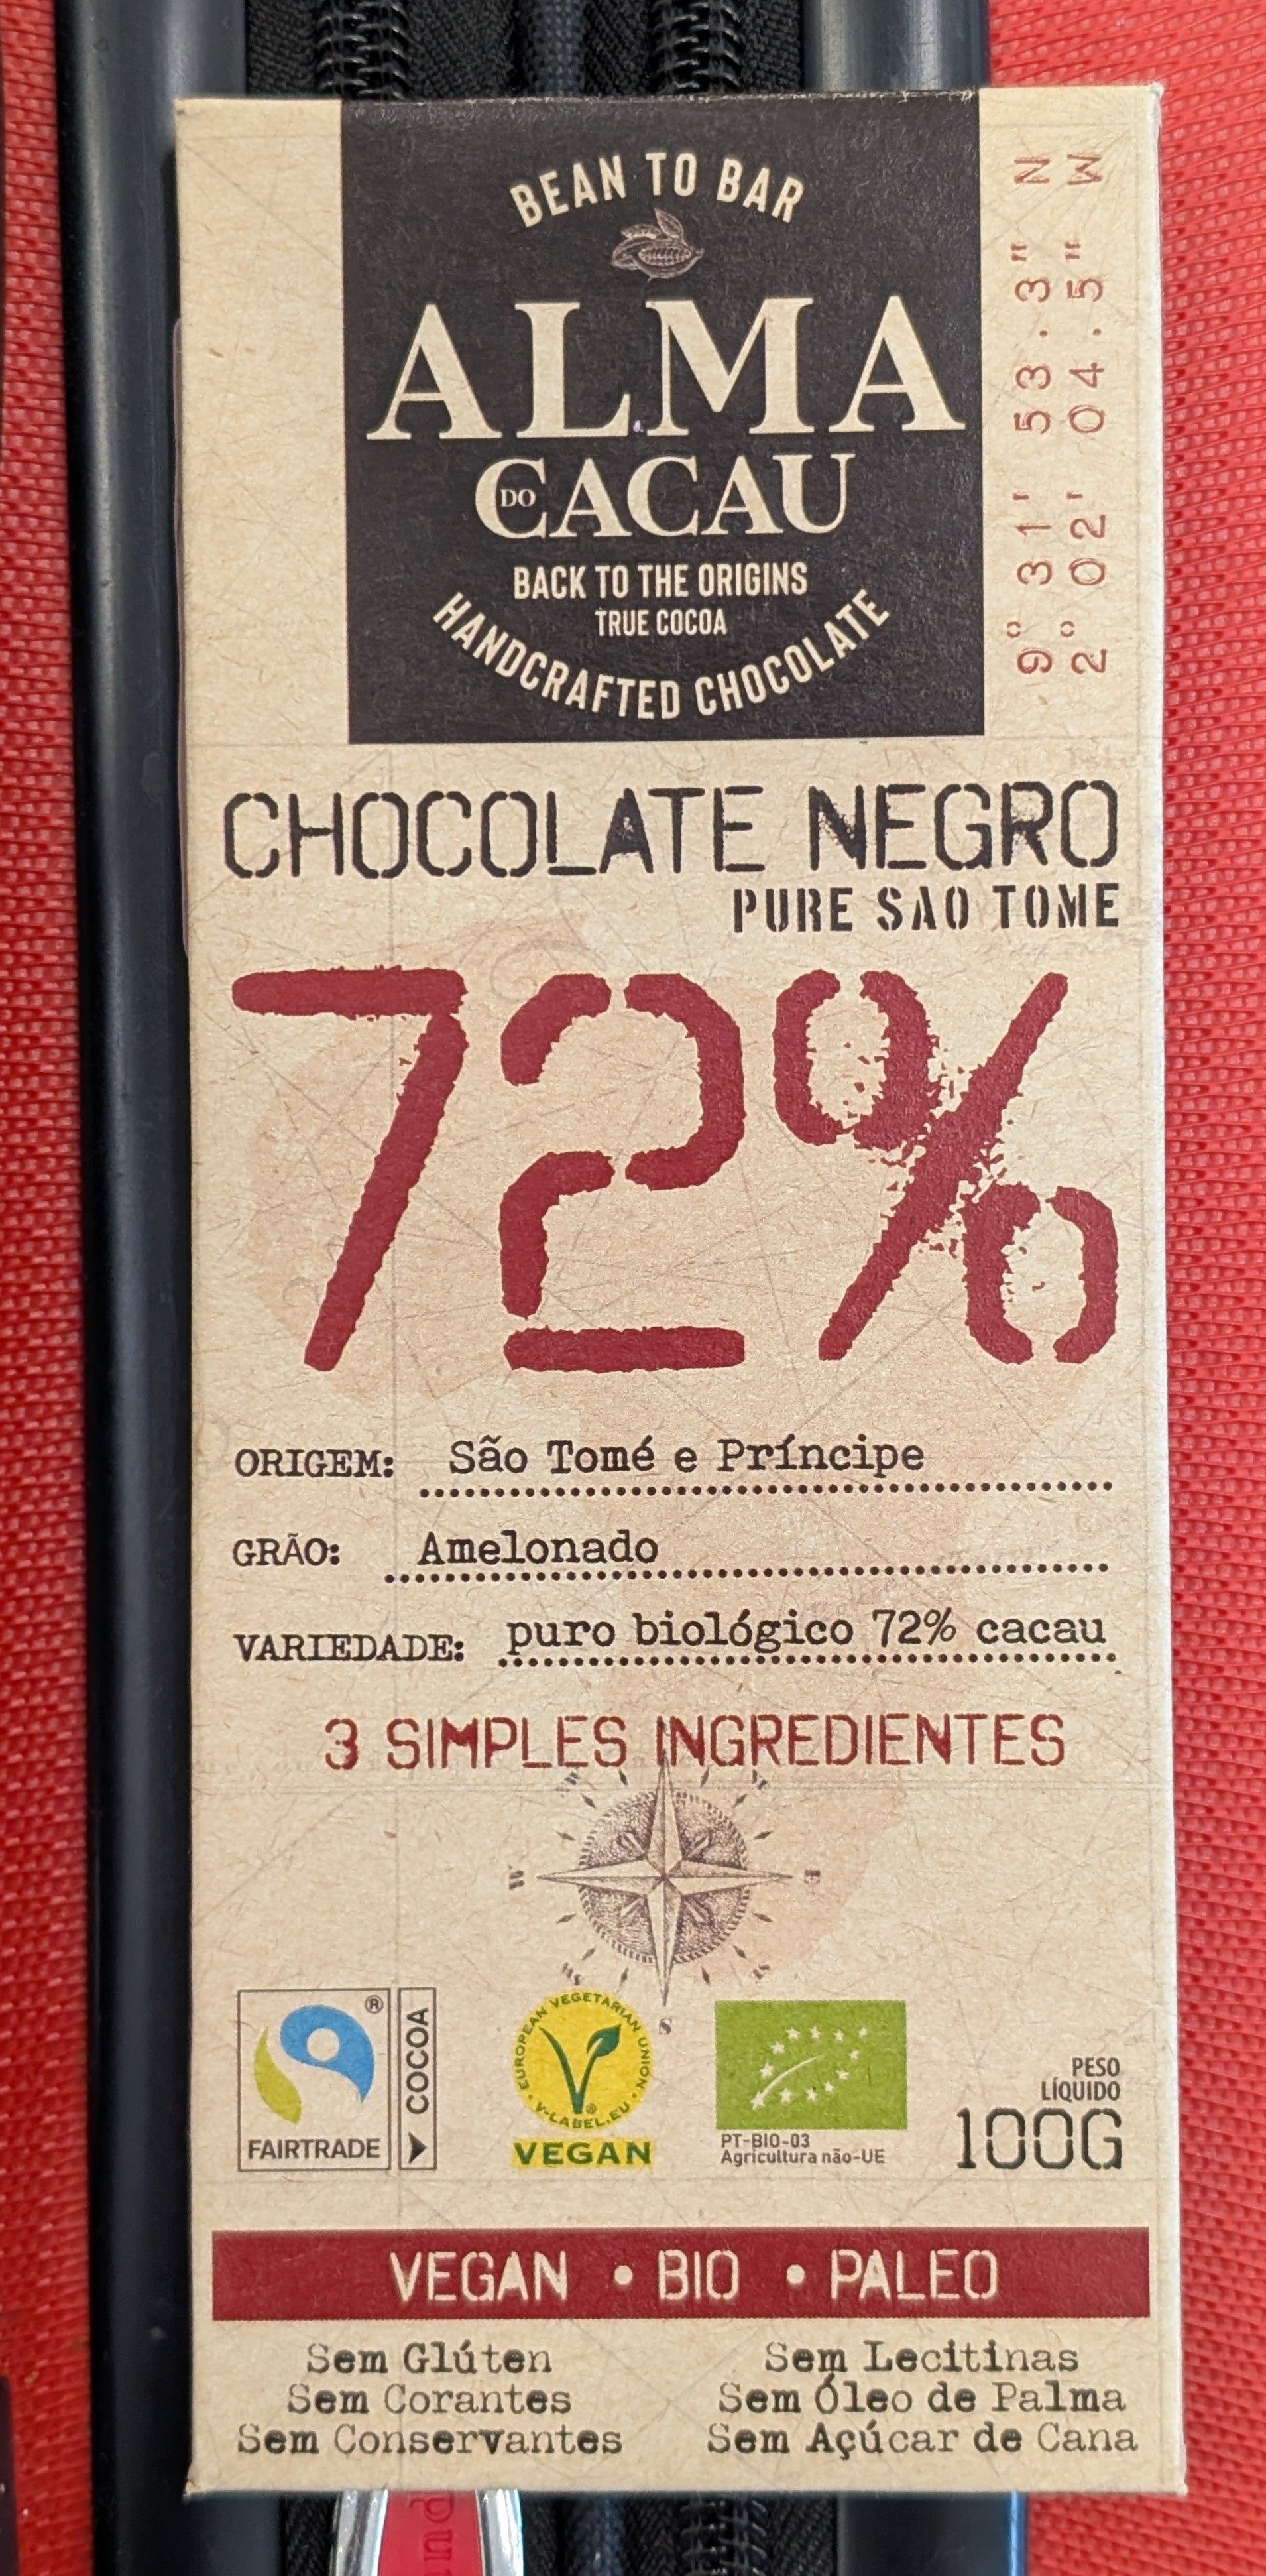 BEAN TO BAR
ALMA
DO CACAU
BACK TO THE ORIGINS
TRUE COCOA
HANDCRAFTED CHOCOLATE
9° 31' 53.3" N
2° 02' 04.5" W
CHOCOLATE NEGRO
PURE SAO TOME
72%
ORIGEM: São Tomé e Príncipe
GRÃO: Amelonado
VARIEDADE: puro biológico 72% cacau
3 SIMPLES INGREDIENTES
S
® COCOA
FAIRTRADE
EUROPEAN VEGETARIAN UNION
® V-LABEL.EU
VEGAN
PT-BIO-03
Agricultura não-UE
PESO
LÍQUIDO
100G
VEGAN • BIO • PALEO
Sem Glúten
Sem Corantes
Sem Conservantes
Sem Lecitinas
Sem Óleo de Palma
Sem Açúcar de Cana